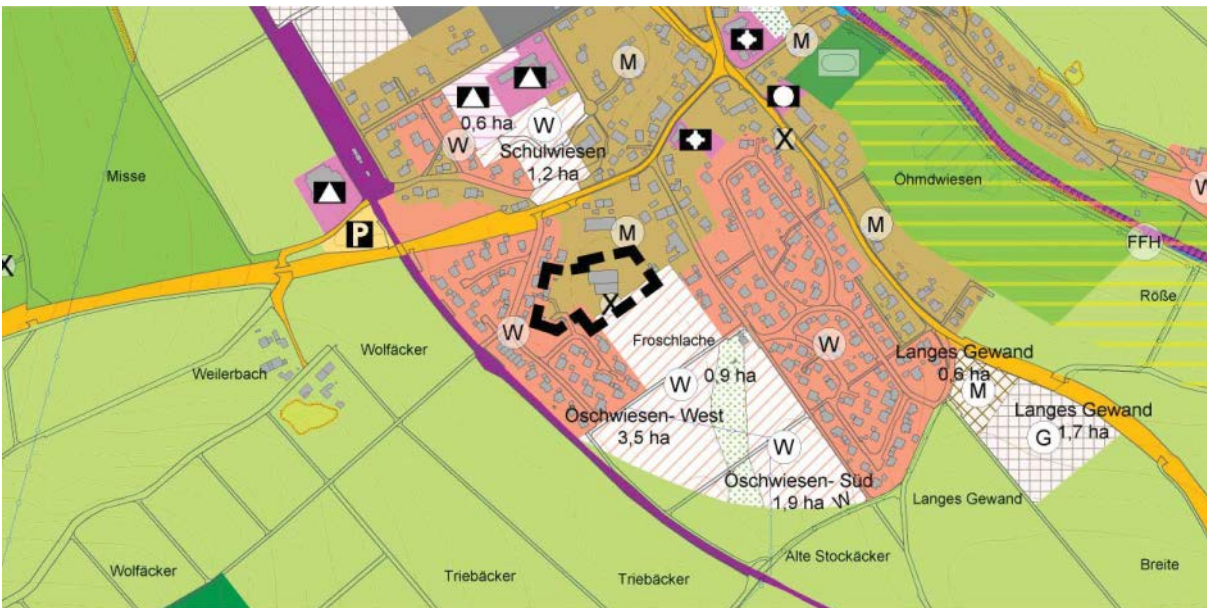 M
M
0,6 ha
W
W
Schulwiesen
1,2 ha
X
Misse
Öhmdwiesen
W
P
M
M
FFH
X
X
Röße
W
Froschlache
W
Wolfäcker
Weilerbach
Langes Gewand
0,6 ha
M
W
0,9 ha
Öschwiesen- West
3,5 ha
Langes Gewand
1,7 ha
G
W
Öschwiesen- Süd
1,9 ha W
Langes Gewand
Alte Stockäcker
Breite
Wolfäcker
Triebäcker
Triebäcker